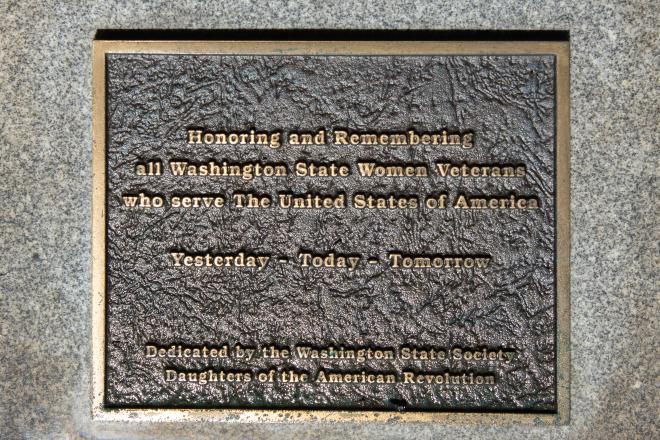 Honoring and Remembering
all Washington State Women Veterans
who serve The United States of America
Yesterday - Today - Tomorrow
Dedicated by the Washington State Society
Daughters of the American Revolution